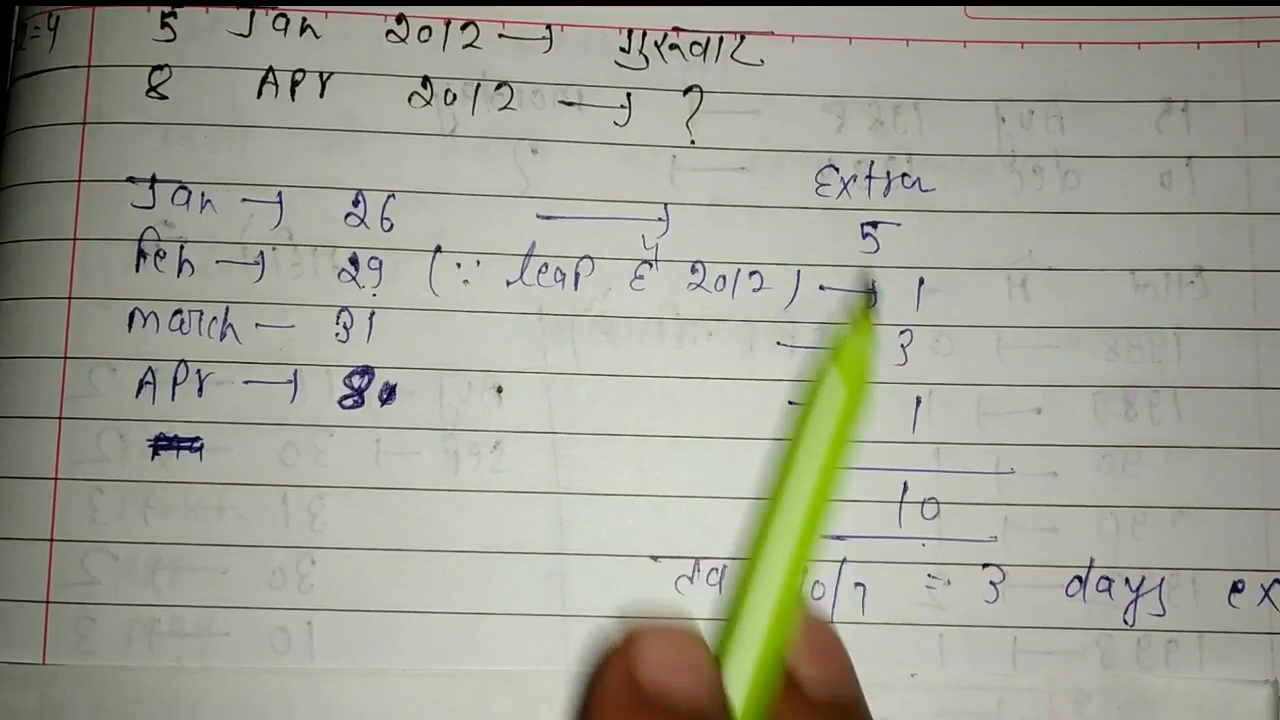 5 Jan 2012 → गुरूवार
8 Apr 2012 → ?
Extra
Jan → 26 → 5
Feb → 29 (∵ leap ई 2012) → 1
march — 31 — 3
Apr → 8 — 1
10
10/7 = 3 days ex